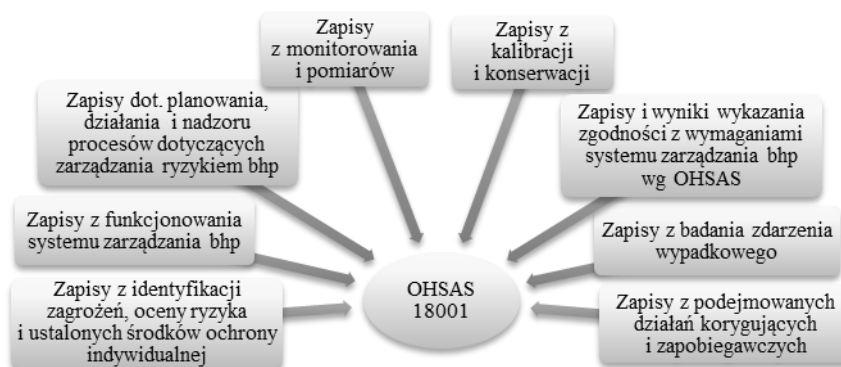 Zapisy
z monitorowania
i pomiarów
Zapisy z
kalibracji
i konserwacji
Zapisy dot. planowania,
działania i nadzoru
procesów dotyczących
zarządzania ryzykiem bhp
Zapisy i wyniki wykazania
zgodności z wymaganiami
systemu zarządzania bhp
wg OHSAS
Zapisy z funkcjonowania
systemu zarządzania bhp
Zapisy z badania zdarzenia
wypadkowego
Zapisy z identyfikacji
zagrożeń, oceny ryzyka
i ustalonych środków ochrony
indywidualnej
OHSAS
18001
Zapisy z podejmowanych
działań korygujących
i zapobiegawczych